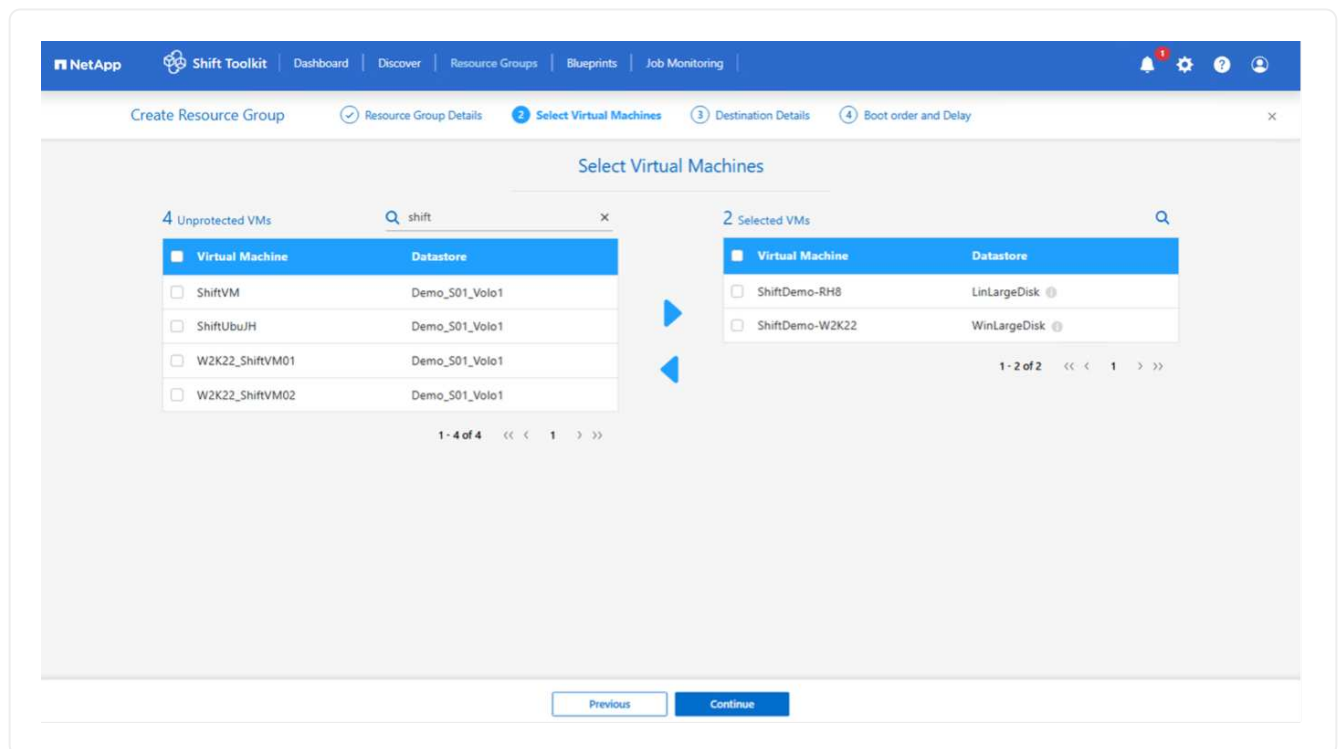 NetApp Shift Toolkit Dashboard Discover Resource Groups Blueprints Job Monitoring 1 ?
Create Resource Group Resource Group Details 2 Select Virtual Machines 3 Destination Details 4 Boot order and Delay ×
Select Virtual Machines
4 Unprotected VMs shift × 2 Selected VMs
Virtual Machine Datastore Virtual Machine Datastore
ShiftVM Demo_S01_Volo1 ShiftDemo-RH8 LinLargeDisk
ShiftUbuJH Demo_S01_Volo1 ShiftDemo-W2K22 WinLargeDisk
W2K22_ShiftVM01 Demo_S01_Volo1 1 - 2 of 2 << < 1 > >>
W2K22_ShiftVM02 Demo_S01_Volo1
1 - 4 of 4 << < 1 > >>
Previous Continue